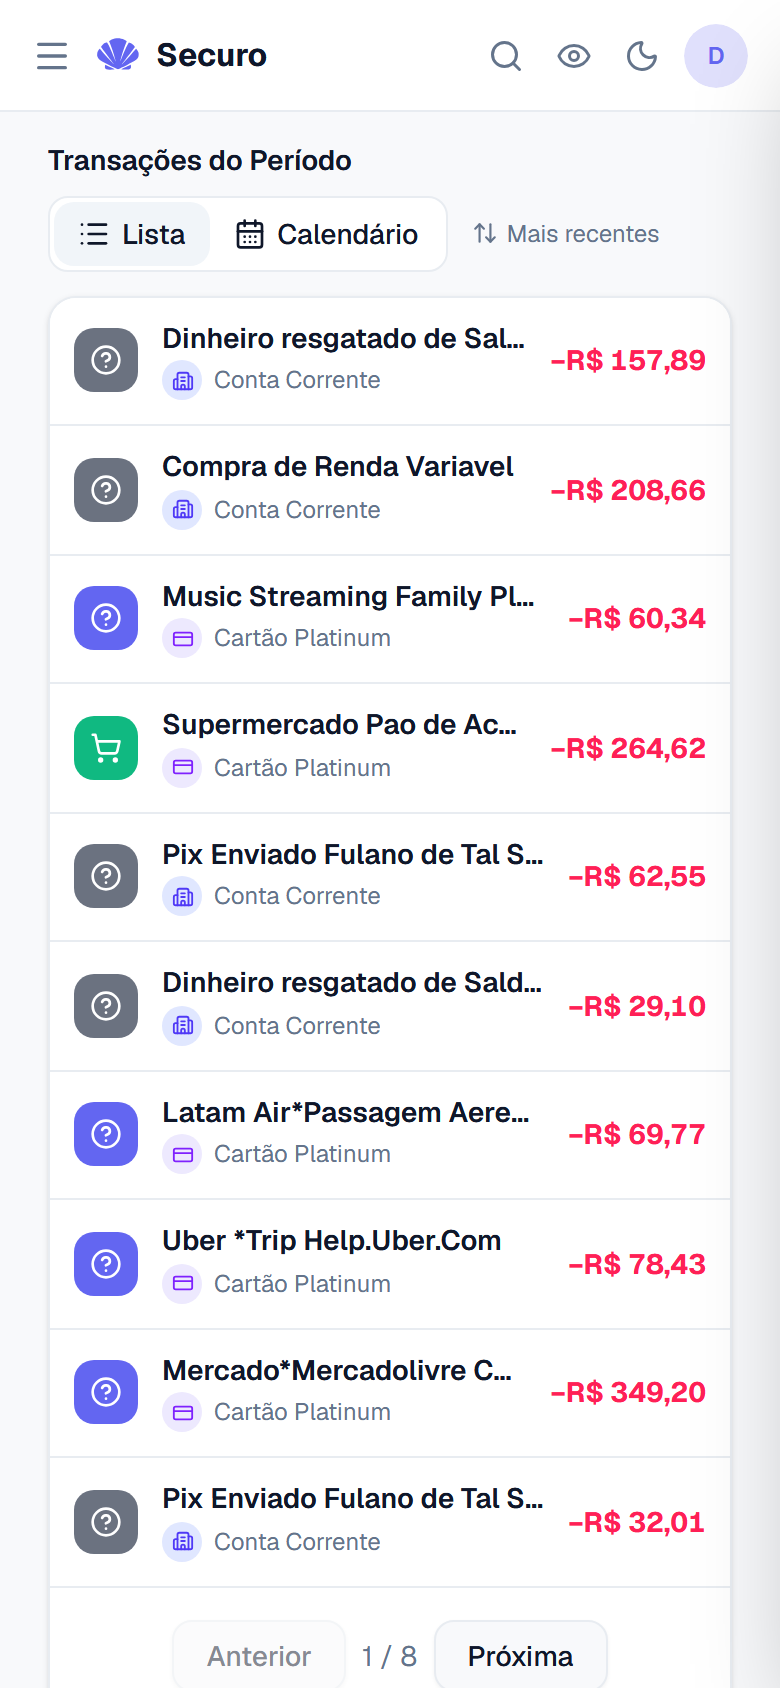 Securo
D
Transações do Período
Lista
Calendário
Mais recentes
Dinheiro resgatado de Sal...
Conta Corrente
–R$ 157,89
Compra de Renda Variavel
Conta Corrente
–R$ 208,66
Music Streaming Family Pl...
Cartão Platinum
–R$ 60,34
Supermercado Pao de Ac...
Cartão Platinum
–R$ 264,62
Pix Enviado Fulano de Tal S...
Conta Corrente
–R$ 62,55
Dinheiro resgatado de Sald...
Conta Corrente
–R$ 29,10
Latam Air*Passagem Aere...
Cartão Platinum
–R$ 69,77
Uber *Trip Help.Uber.Com
Cartão Platinum
–R$ 78,43
Mercado*Mercadolivre C...
Cartão Platinum
–R$ 349,20
Pix Enviado Fulano de Tal S...
Conta Corrente
–R$ 32,01
Anterior
1 / 8
Próxima